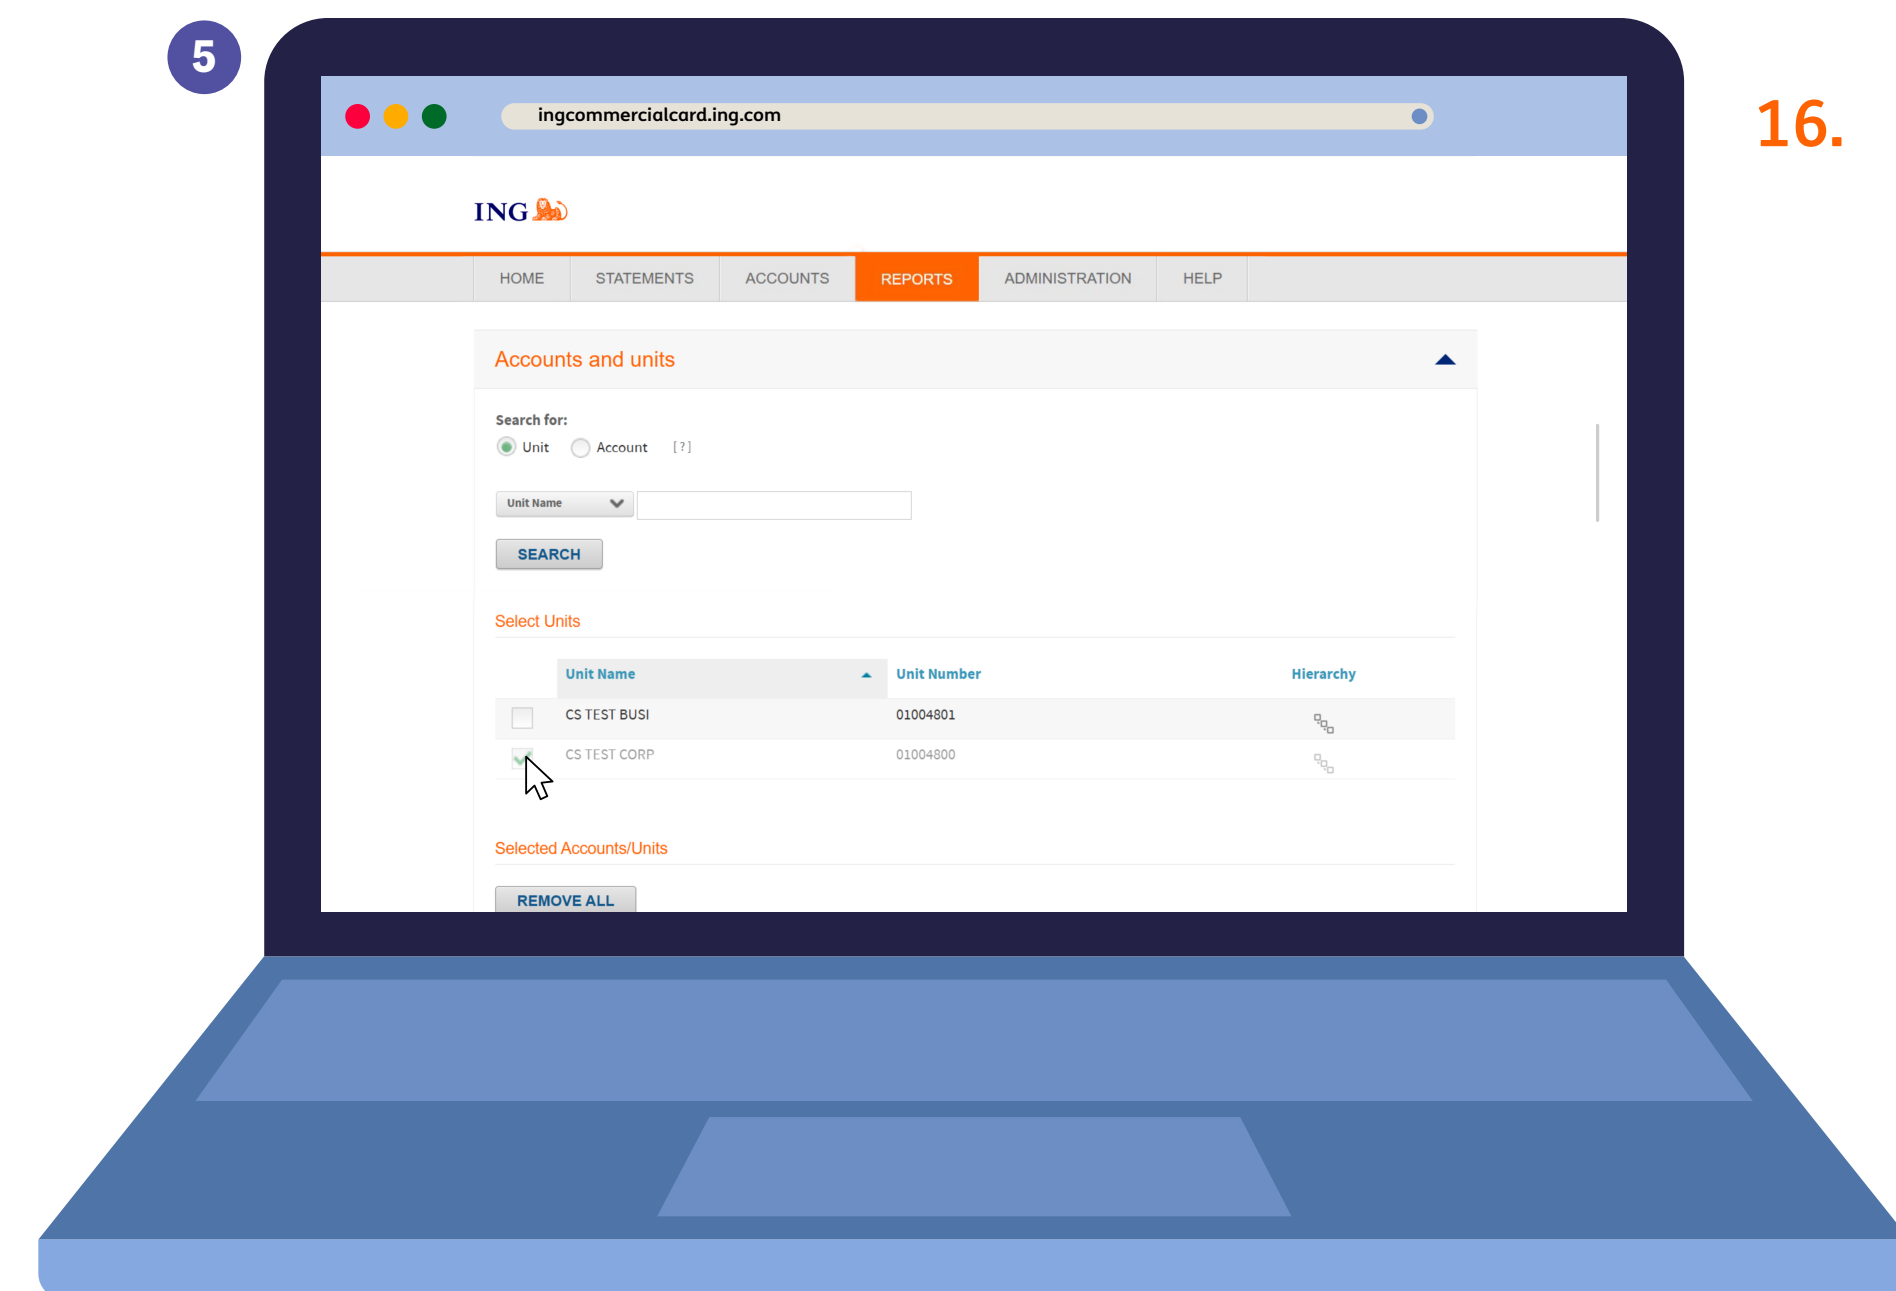 5
16.
ingcommercialcard.ing.com
ING
HOME STATEMENTS ACCOUNTS REPORTS ADMINISTRATION HELP
Accounts and units
Search for:
Unit Account [?]
Unit Name
SEARCH
Select Units
Unit Name Unit Number Hierarchy
CS TEST BUSI 01004801
CS TEST CORP 01004800
Selected Accounts/Units
REMOVE ALL